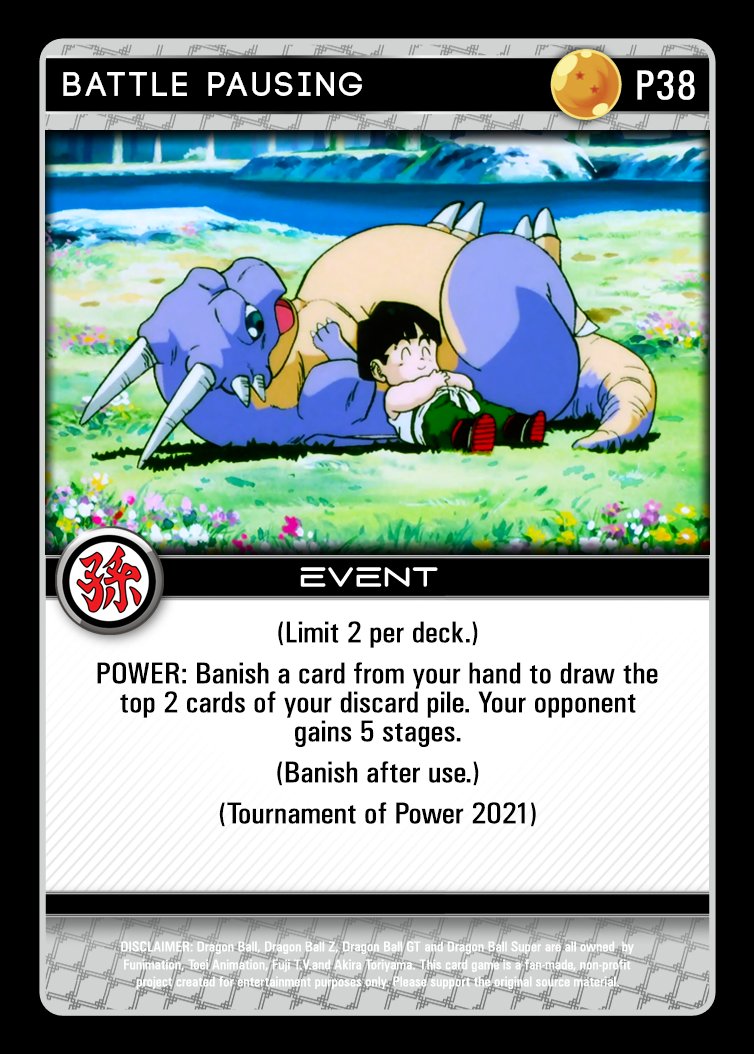 BATTLE PAUSING
P38
孫
EVENT
(Limit 2 per deck.)
POWER: Banish a card from your hand to draw the
top 2 cards of your discard pile. Your opponent
gains 5 stages.
(Banish after use.)
(Tournament of Power 2021)
DISCLAIMER: Dragon Ball, Dragon Ball Z, Dragon Ball GT and Dragon Ball Super are all owned by
Funimation, Toei Animation, Fuji T.V.and Akira Toriyama. This card game is a fan-made, non-profit
project created for entertainment purposes only. Please support the original source material.